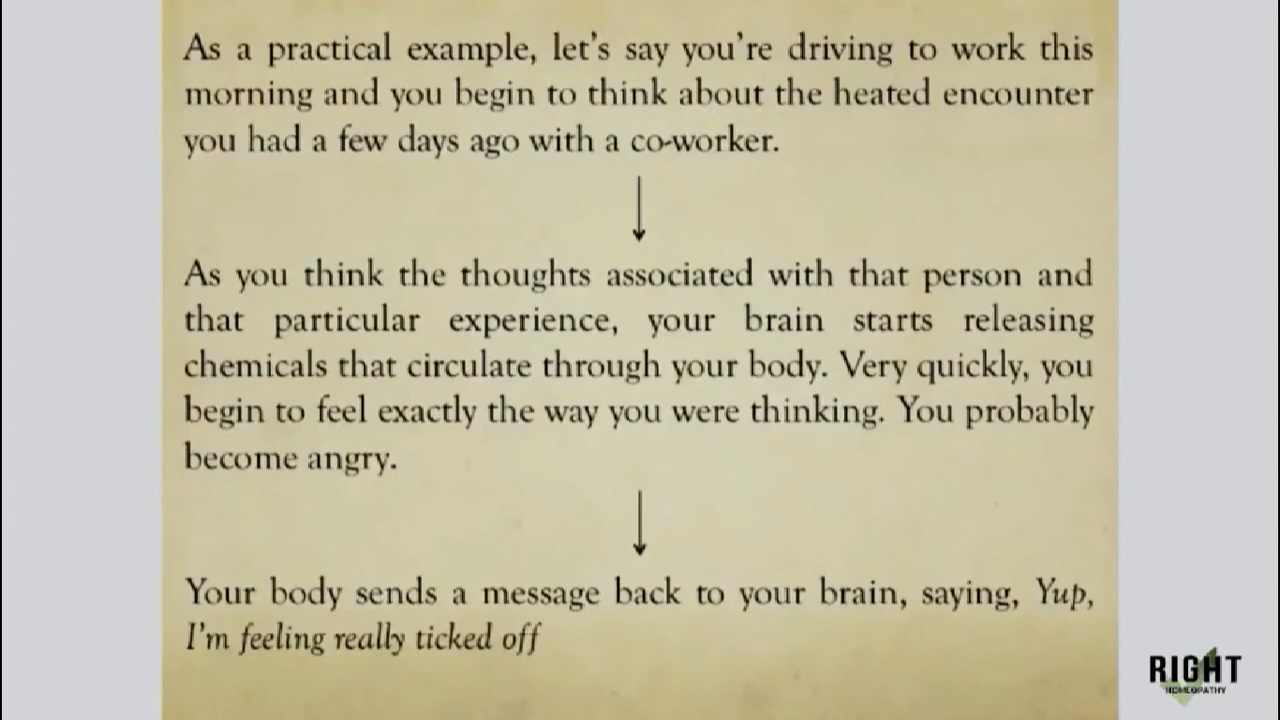 As a practical example, let's say you're driving to work this
morning and you begin to think about the heated encounter
you had a few days ago with a co-worker.
As you think the thoughts associated with that person and
that particular experience, your brain starts releasing
chemicals that circulate through your body. Very quickly, you
begin to feel exactly the way you were thinking. You probably
become angry.
Your body sends a message back to your brain, saying, Yup,
I'm feeling really ticked off
RIGHT
HOMEOPATHY